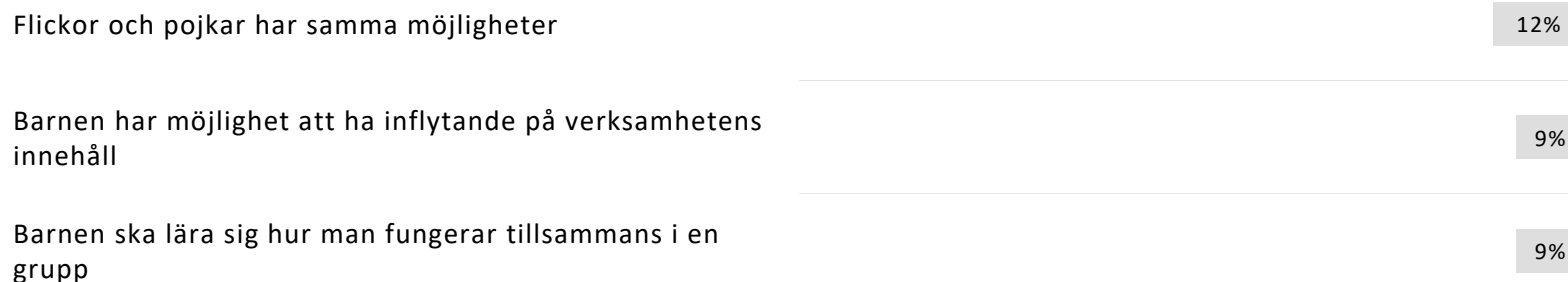 Flickor och pojkar har samma möjligheter 12%
Barnen har möjlighet att ha inflytande på verksamhetens
innehåll 9%
Barnen ska lära sig hur man fungerar tillsammans i en
grupp 9%